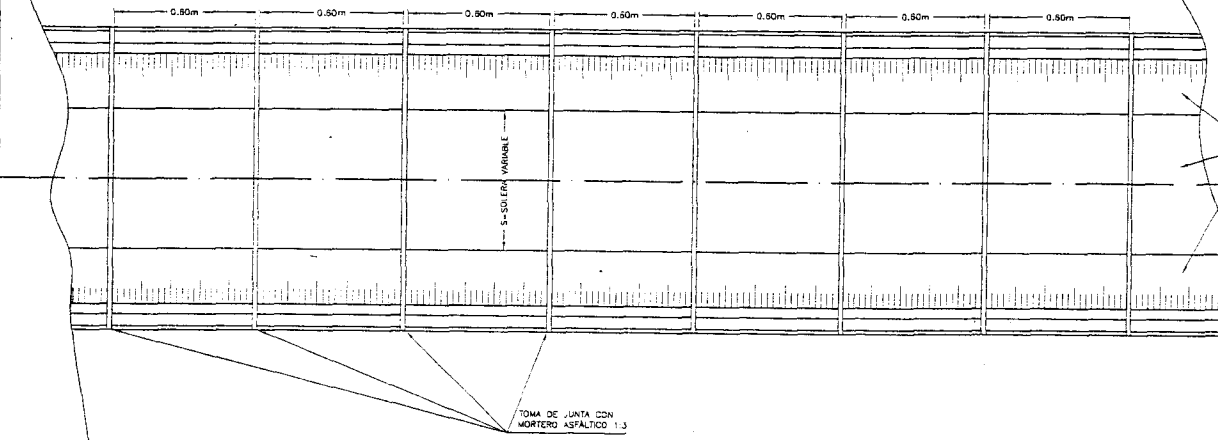 0.60m 0.60m 0.60m 0.60m 0.60m 0.60m 0.60m
S=SOLERA VARIABLE
TOMA DE JUNTA CON
MORTERO ASFÁLTICO 1:3